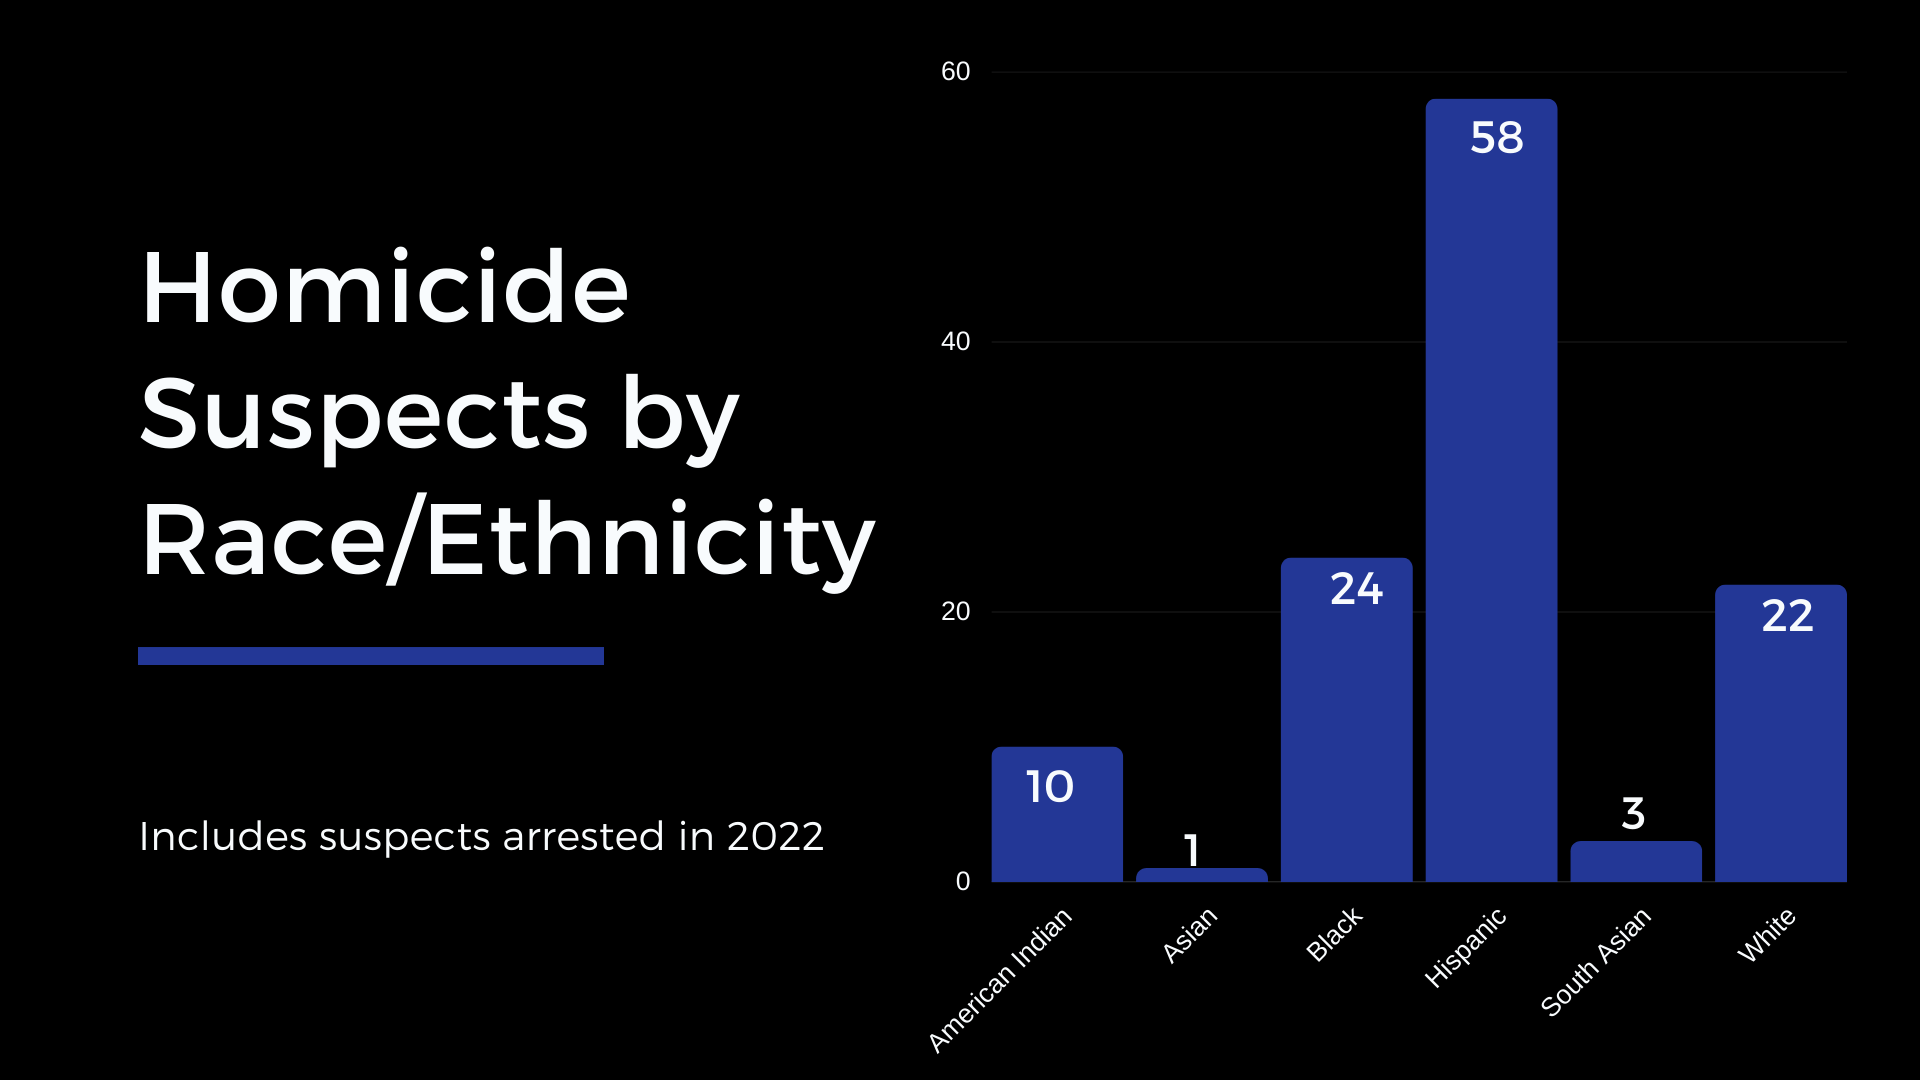 Homicide
Suspects by
Race/Ethnicity
Includes suspects arrested in 2022
60
40
20
0
10
1
24
58
3
22
American Indian
Asian
Black
Hispanic
South Asian
White